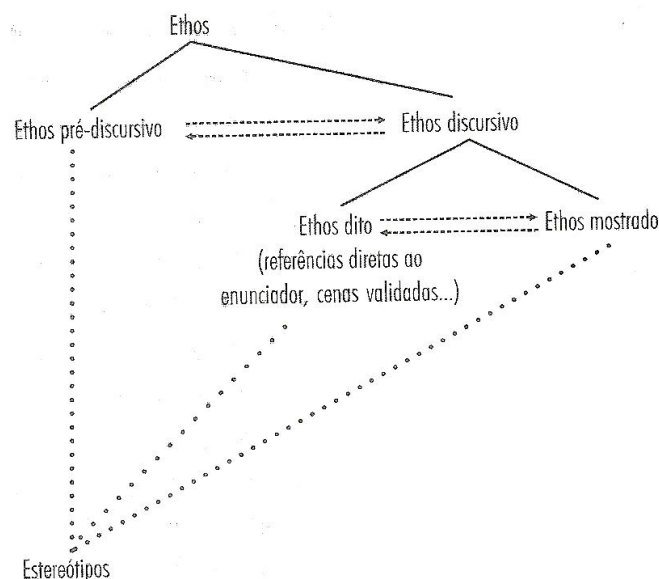 Ethos
Ethos pré-discursivo
Ethos discursivo
Ethos dito
Ethos mostrado
(referências diretas ao
enunciador, cenas validadas...)
Estereótipos